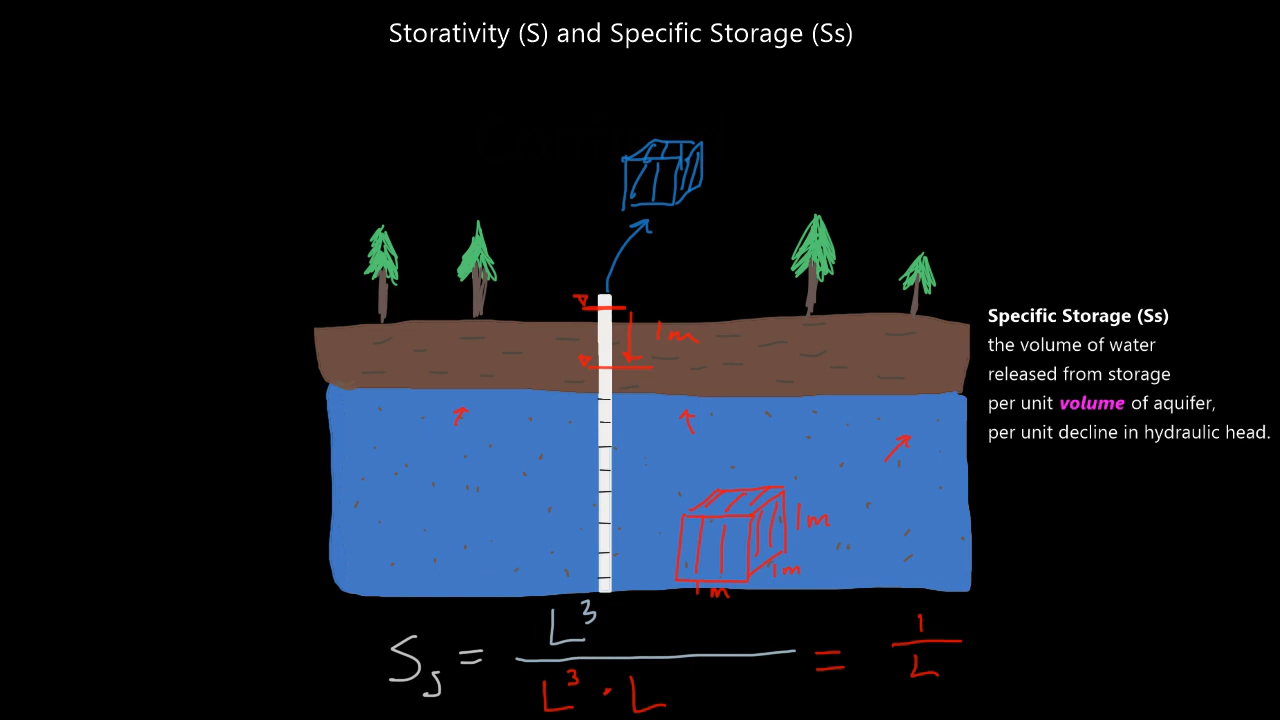 Storativity (S) and Specific Storage (Ss)
1m
Specific Storage (Ss)
the volume of water
released from storage
per unit volume of aquifer,
per unit decline in hydraulic head.
1m
1m
1m
Ss = L³ / L³ · L = 1 / L